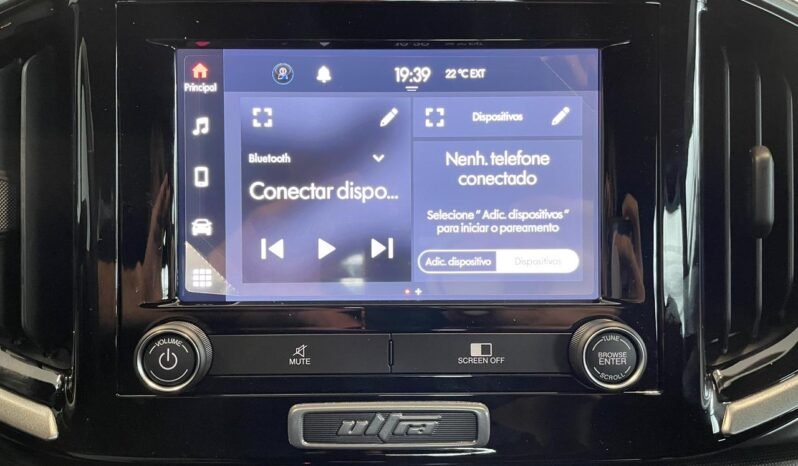 19:39 22 °C EXT
Principal
Dispositivos
Bluetooth
Conectar dispo...
Nenh. telefone
conectado
Selecione " Adic. dispositivos "
para iniciar o pareamento
Adic. dispositivo Dispositivos
VOLUME
MUTE
SCREEN OFF
TUNE
BROWSE
ENTER
SCROLL
ultra